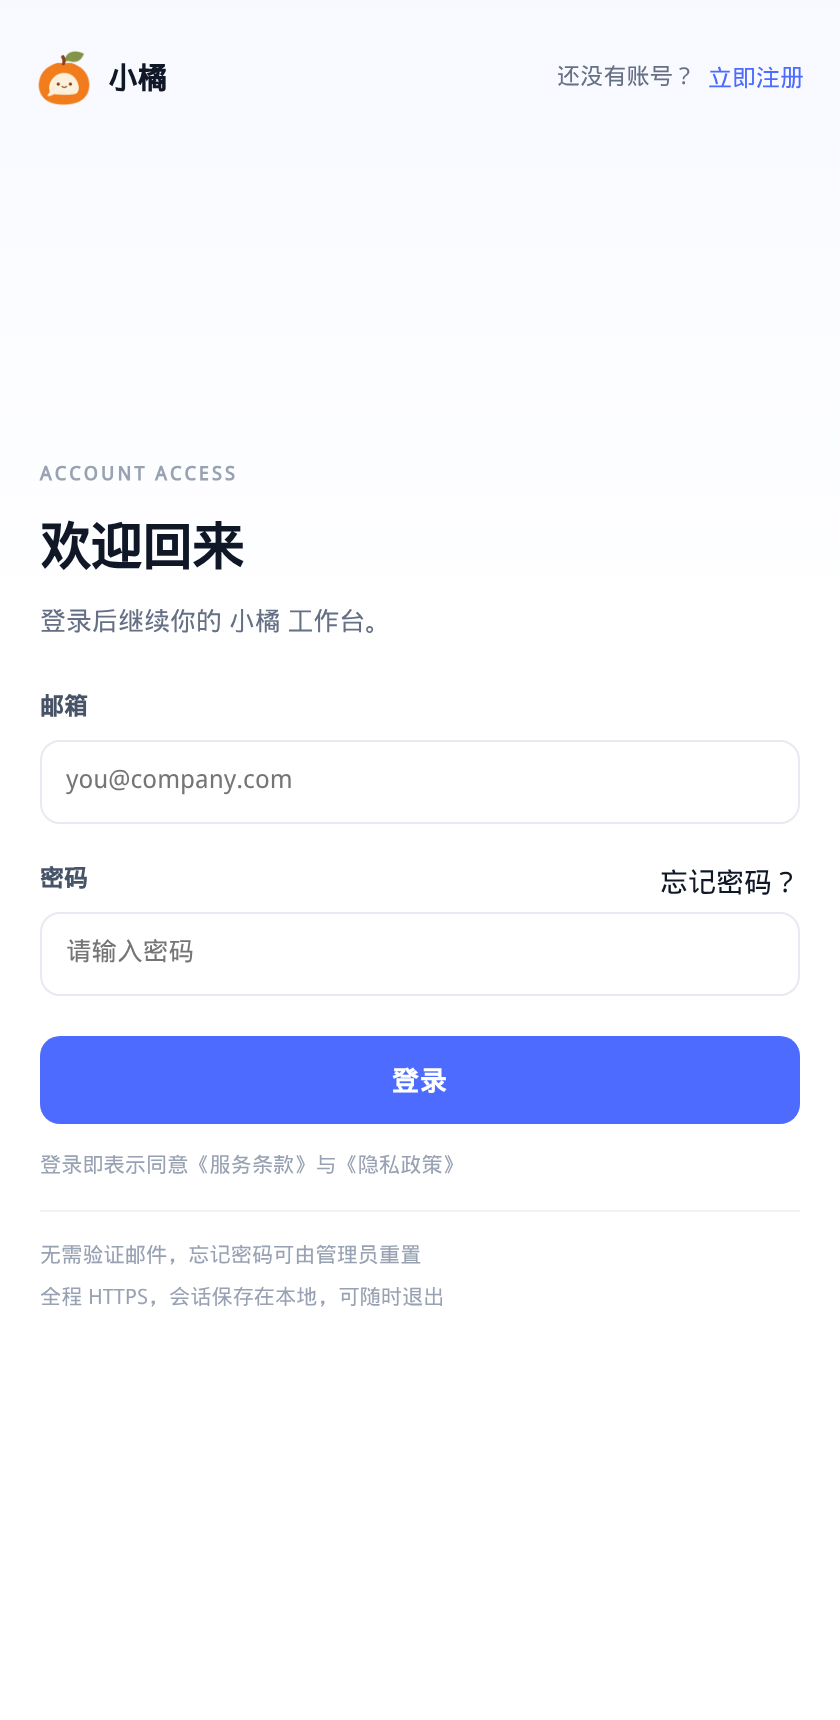 小橘
还没有账号？ 立即注册
ACCOUNT ACCESS
欢迎回来
登录后继续你的 小橘 工作台。
邮箱
you@company.com
密码 忘记密码？
请输入密码
登录
登录即表示同意《服务条款》与《隐私政策》
无需验证邮件，忘记密码可由管理员重置
全程 HTTPS，会话保存在本地，可随时退出